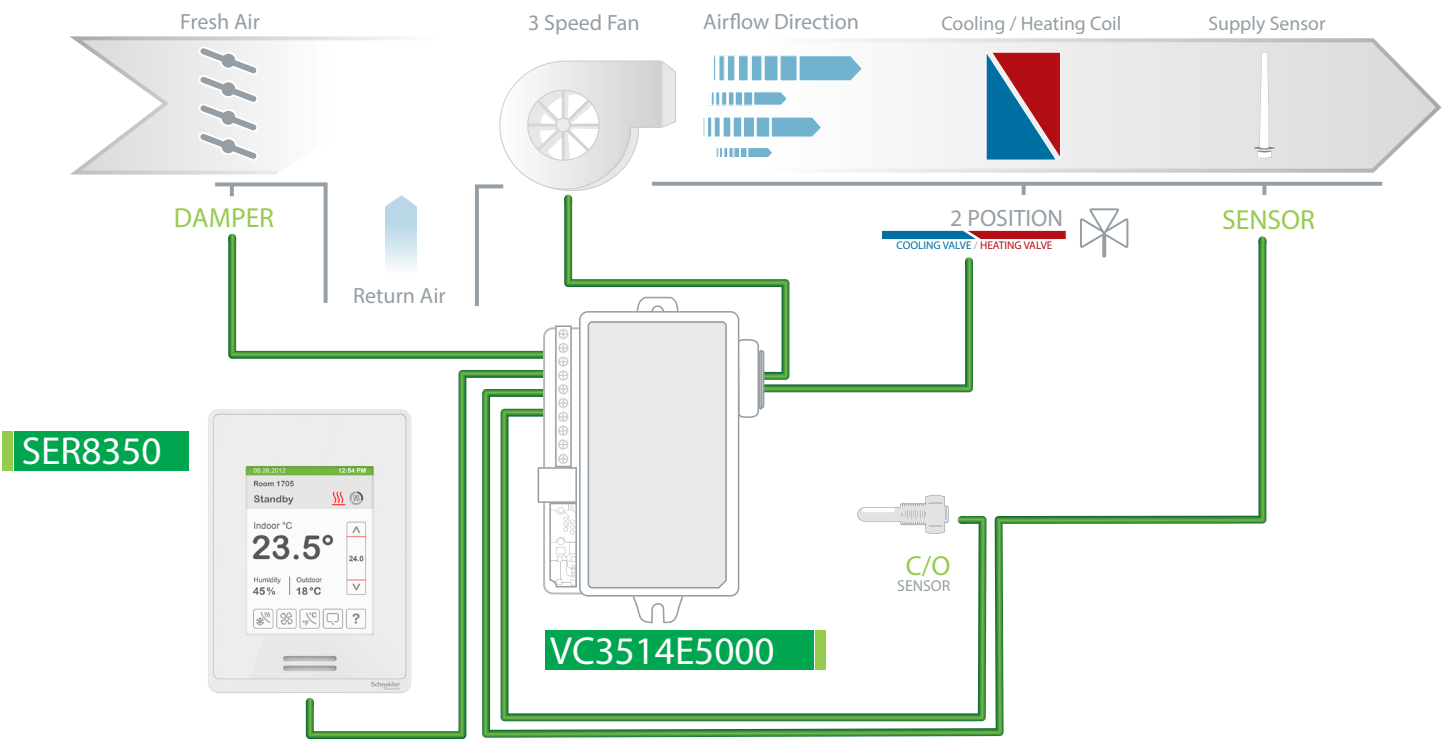 Fresh Air
3 Speed Fan
Airflow Direction
Cooling / Heating Coil
Supply Sensor
DAMPER
Return Air
2 POSITION
COOLING VALVE / HEATING VALVE
SENSOR
SER8350
09.26.2012 12:54 PM
Room 1705
Standby
Indoor °C
23.5°
24.0
Humidity Outdoor
45% 18°C
°F °C
?
Schneider
Electric
C/O
SENSOR
VC3514E5000